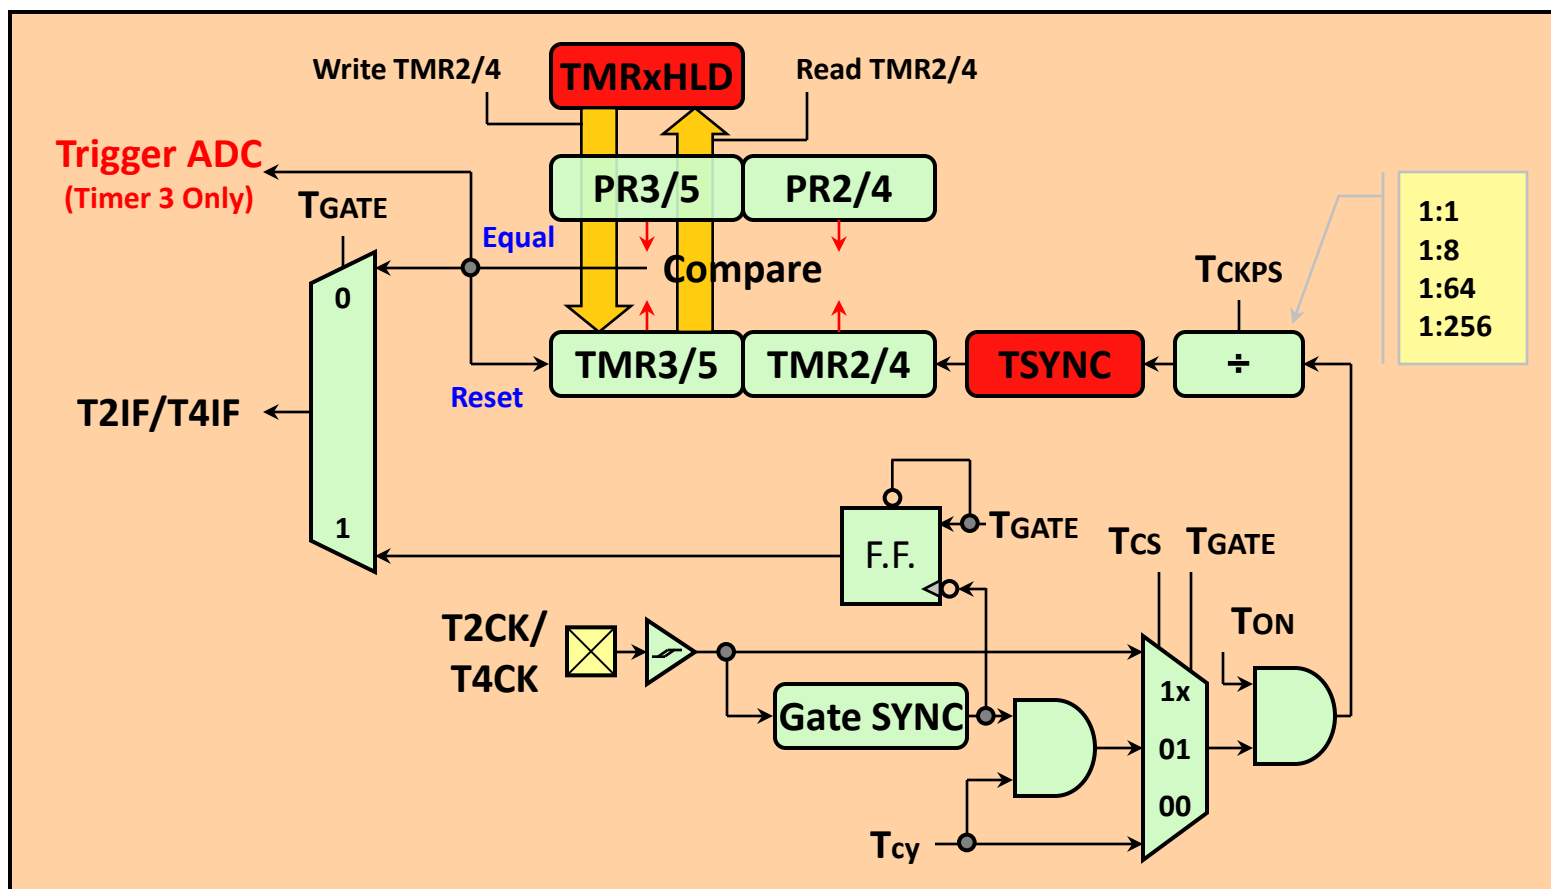 Write TMR2/4
TMRxHLD
Read TMR2/4
Trigger ADC
(Timer 3 Only)
TGATE
PR3/5
PR2/4
Equal
Compare
TCKPS
1:1
1:8
1:64
1:256
0
TMR3/5
TMR2/4
TSYNC
÷
Reset
T2IF/T4IF
1
F.F.
TGATE
TCS
TGATE
TON
T2CK/
T4CK
Gate SYNC
1x
01
00
Tcy